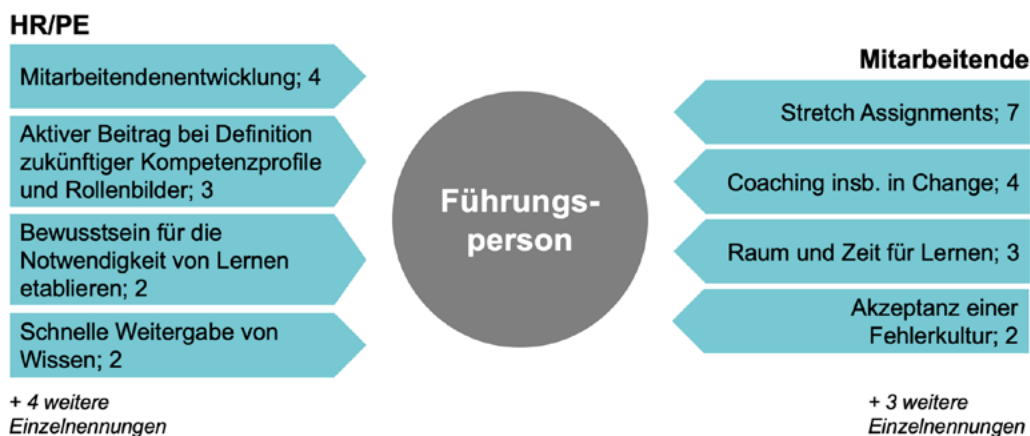 HR/PE
Mitarbeitendenentwicklung; 4
Aktiver Beitrag bei Definition
zukünftiger Kompetenzprofile
und Rollenbilder; 3
Bewusstsein für die
Notwendigkeit von Lernen
etablieren; 2
Schnelle Weitergabe von
Wissen; 2
+ 4 weitere
Einzelnennungen
Führungs-
person
Mitarbeitende
Stretch Assignments; 7
Coaching insb. in Change; 4
Raum und Zeit für Lernen; 3
Akzeptanz einer
Fehlerkultur; 2
+ 3 weitere
Einzelnennungen